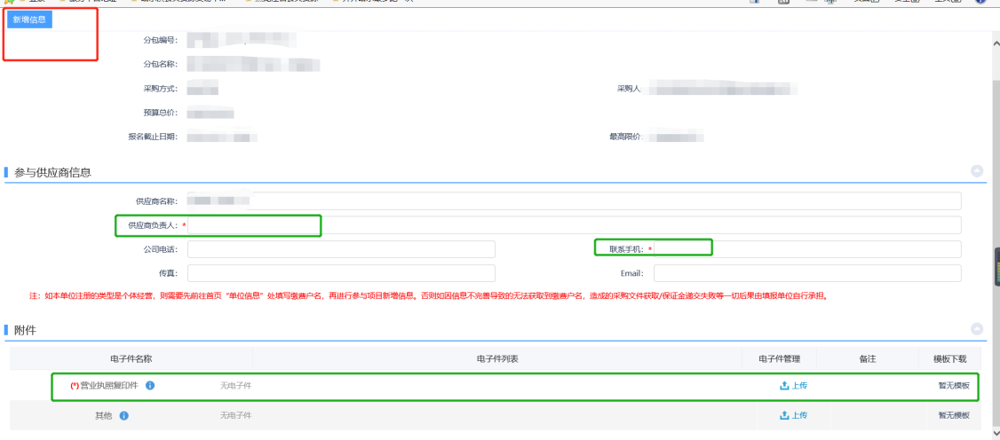 新增信息
分包编号：
分包名称：
采购方式： 采购人
预算总价：
报名截止日期： 最高限价：
参与供应商信息
供应商名称：
供应商负责人： *
公司电话： 联系手机： *
传真： Email：
注：如本单位注册的类型是个体经营，则需要先前往首页“单位信息”处填写缴费户名，再进行参与项目新增信息。否则如因信息不完善导致的无法获取到缴费户名，造成的采购文件获取/保证金递交失败等一切后果由填报单位自行承担。
附件
电子件名称 电子件列表 电子件管理 备注 模板下载
(*)营业执照复印件 无电子件 上传 暂无模板
其他 无电子件 上传 暂无模板